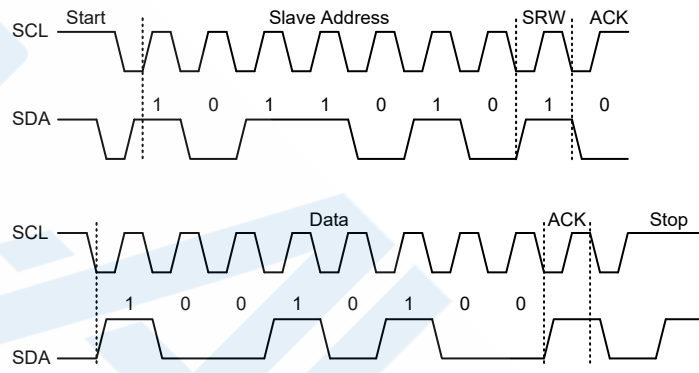 Start Slave Address SRW ACK
SCL
1 0 1 1 0 1 0 1 0
SDA
Data ACK Stop
SCL
1 0 0 1 0 1 0 0
SDA